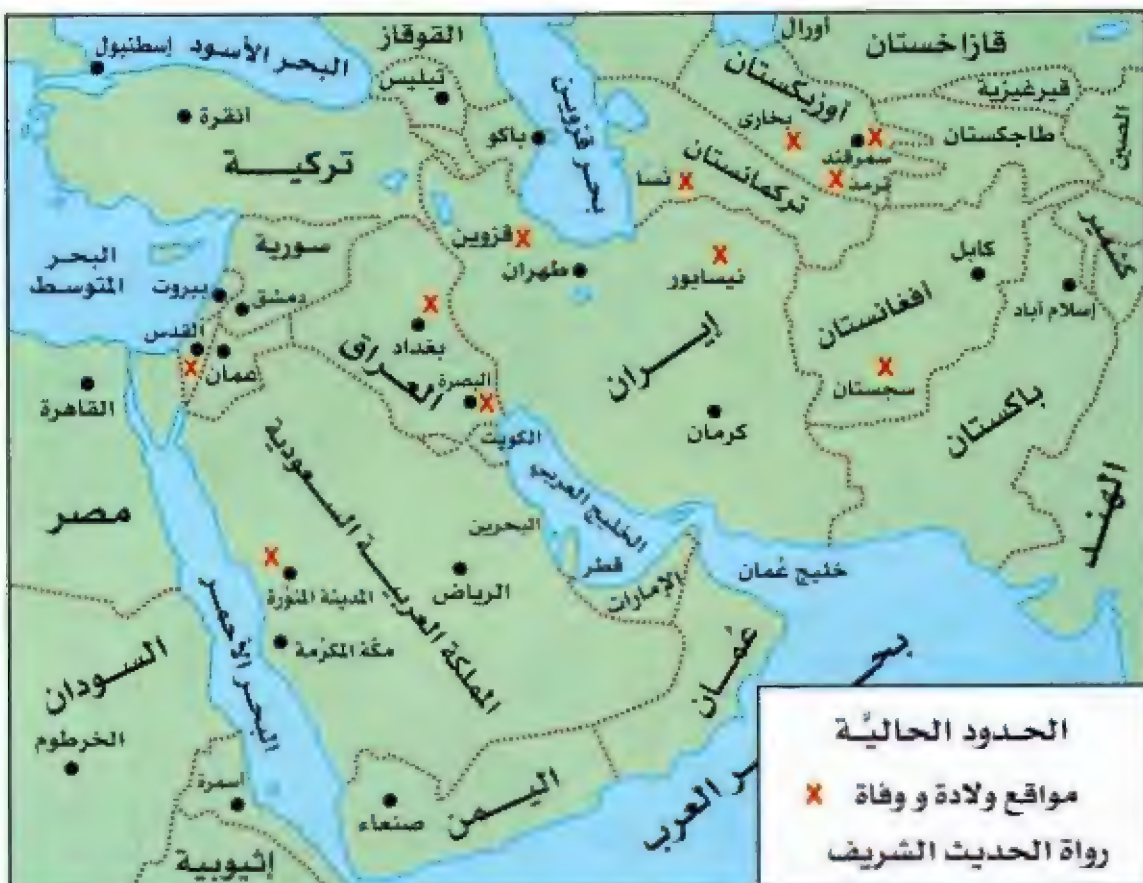 البحر الأسود
إسطنبول
القوقاز
تبليس
أورال
قازاخستان
قيرغيزية
الصين
أنقرة
تركية
باكو
بحر قزوين
أوزبكستان
بخارى
سمرقند
طاجكستان
ترمذ
نسا
تركمانستان
قزوين
طهران
نيسابور
كابل
كشمير
إسلام آباد
أفغانستان
سجستان
باكستان
الهند
سورية
البحر
المتوسط
بيروت
دمشق
القدس
عمان
بغداد
العراق
البصرة
الكويت
إيران
كرمان
القاهرة
مصر
المملكة العربية السعودية
الخليج العربي
البحرين
قطر
الإمارات
خليج عُمان
المدينة المنورة
الرياض
مكة المكرمة
البحر الأحمر
السودان
الخرطوم
عُمان
بحر العرب
أسمرة
صنعاء
اليمن
إثيوبية
الحدود الحاليَّة
مواقع ولادة و وفاة X
رواة الحديث الشريف